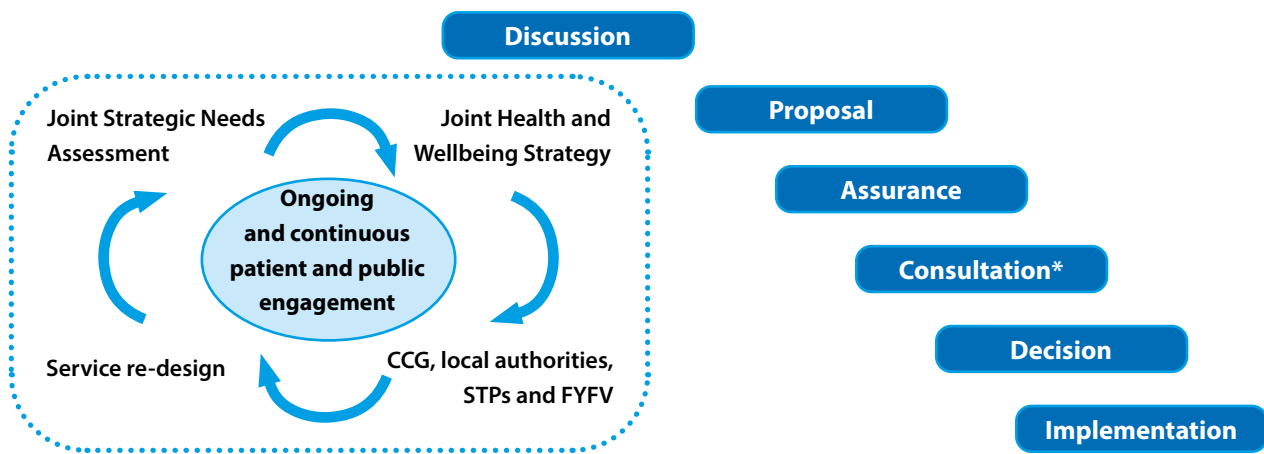 Discussion
Joint Strategic Needs
Assessment
Joint Health and
Wellbeing Strategy
Ongoing
and continuous
patient and public
engagement
Service re-design
CCG, local authorities,
STPs and FYFV
Proposal
Assurance
Consultation*
Decision
Implementation